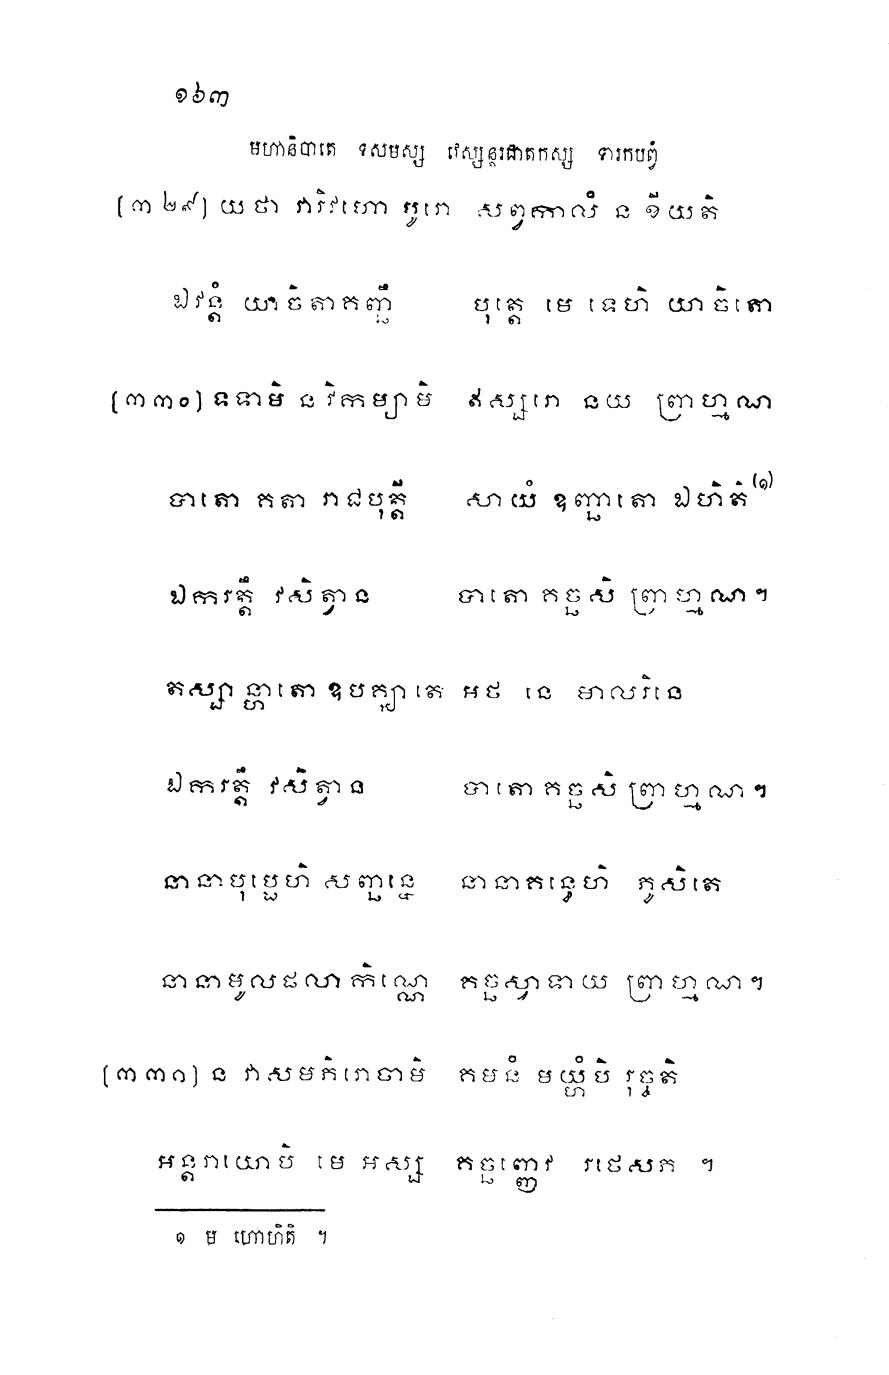 ១៦៣
មហានិបាតេ ទសមស្ស វេស្សន្តរជាតកស្ស ទារកបព្វំ
(៣២៩) យថា វារិវហោ បូរោ សព្វកាលំ ន ខីយតិ
ឯវន្តំ យាចិតាគញ្ឆឹ បុត្តេ មេ ទេហិ យាចិតោ
(៣៣០) ទទាមិ ន វិកម្បាមិ ឥស្សរោ នយ ព្រាហ្មណ
បាតោ គតា រាជបុត្តី សាយំ ឧញ្ឆាតោ ឯហិតិ (១)
ឯករត្តឹ វសិត្វាន បាតោ គច្ឆសិ ព្រាហ្មណ។
តស្សា ន្ហាតោ ឧបគ្ឃាតេ អថ នេ មាលធារិនេ
ឯករត្តឹ វសិត្វាន បាតោ គច្ឆសិ ព្រាហ្មណ។
នានាបុប្ផេហិ សញ្ឆន្នេ នានាគន្ធេហិ ភូសិតេ
នានាមូលផលាកិណ្ណេ គច្ឆស្វាទាយ ព្រាហ្មណ។
(៣៣១) ន វាសមភិរោចាមិ គមនំ មយ្ហំបិ រុច្ចតិ
អន្តរាយោបិ មេ អស្ស គច្ឆញ្ញេវ រថេសភ ។
១ ម ហោហិតិ ។